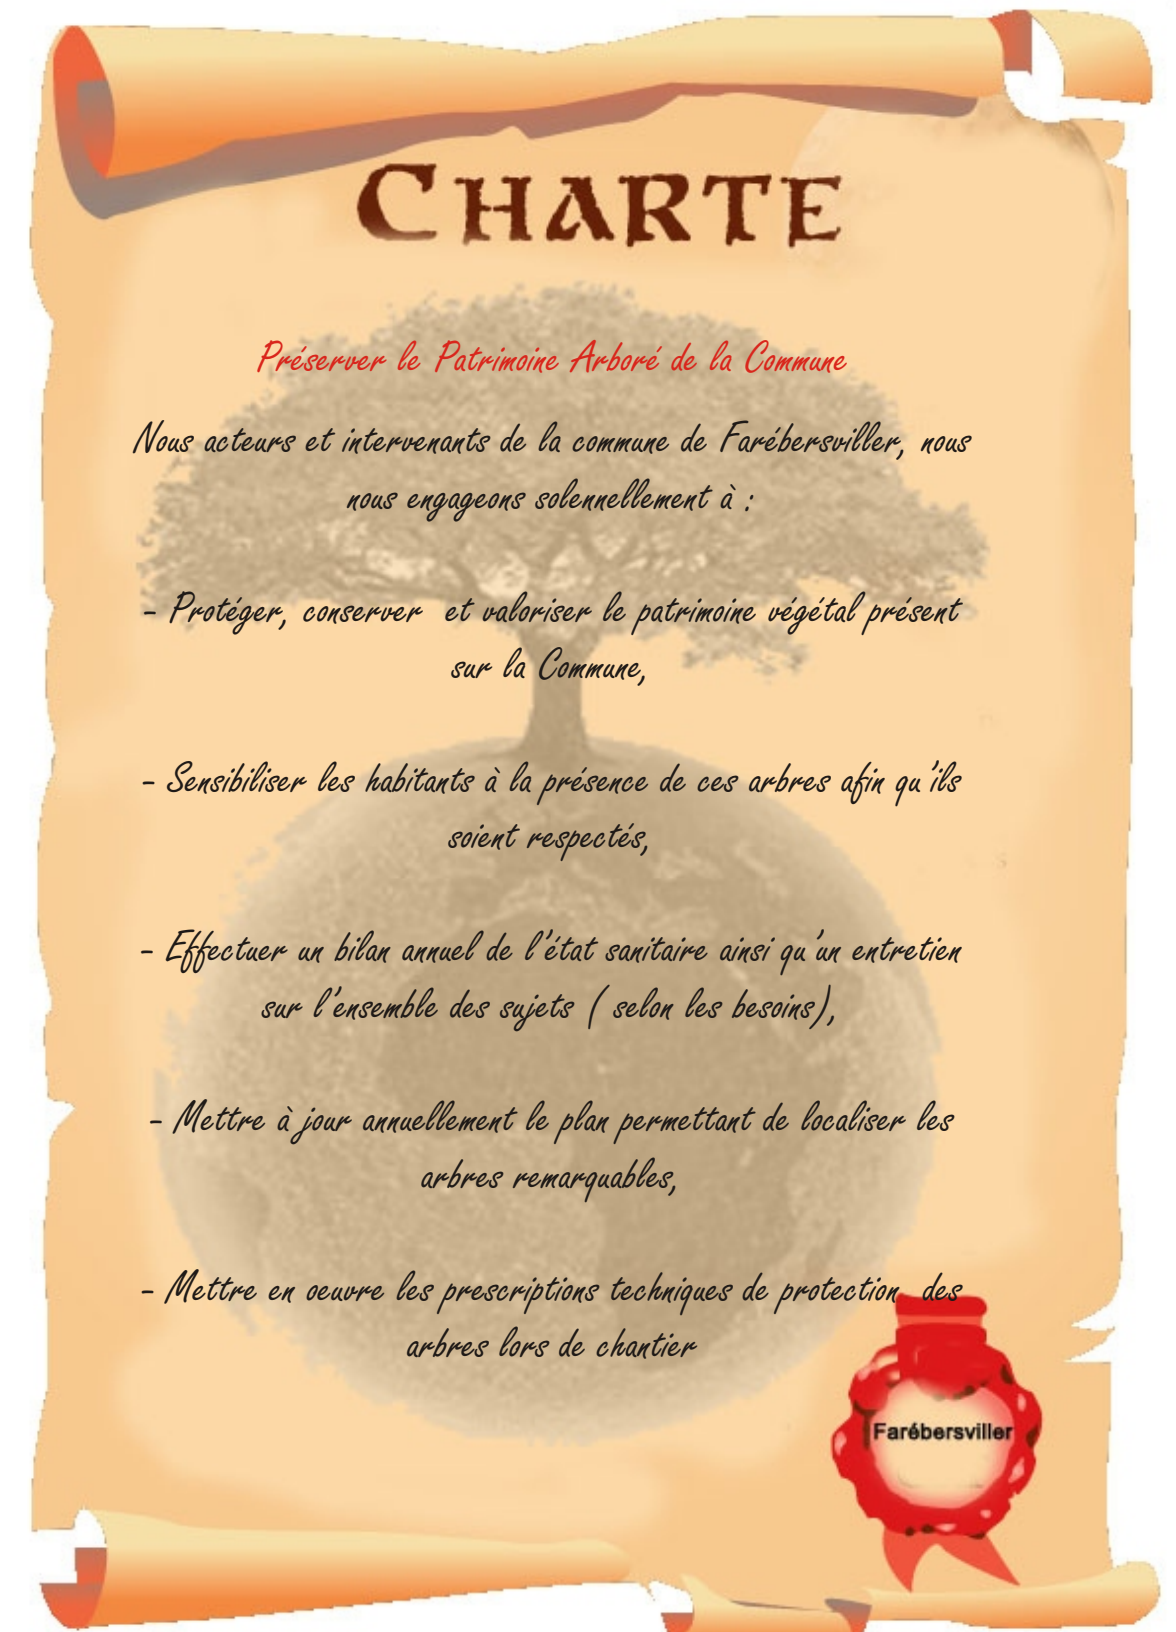 CHARTE
Préserver le Patrimoine Arboré de la Commune
Nous acteurs et intervenants de la commune de Farébersviller, nous
nous engageons solennellement à :
- Protéger, conserver et valoriser le patrimoine végétal présent
sur la Commune,
- Sensibiliser les habitants à la présence de ces arbres afin qu'ils
soient respectés,
- Effectuer un bilan annuel de l'état sanitaire ainsi qu'un entretien
sur l'ensemble des sujets ( selon les besoins),
- Mettre à jour annuellement le plan permettant de localiser les
arbres remarquables,
- Mettre en oeuvre les prescriptions techniques de protection des
arbres lors de chantier
Farébersviller